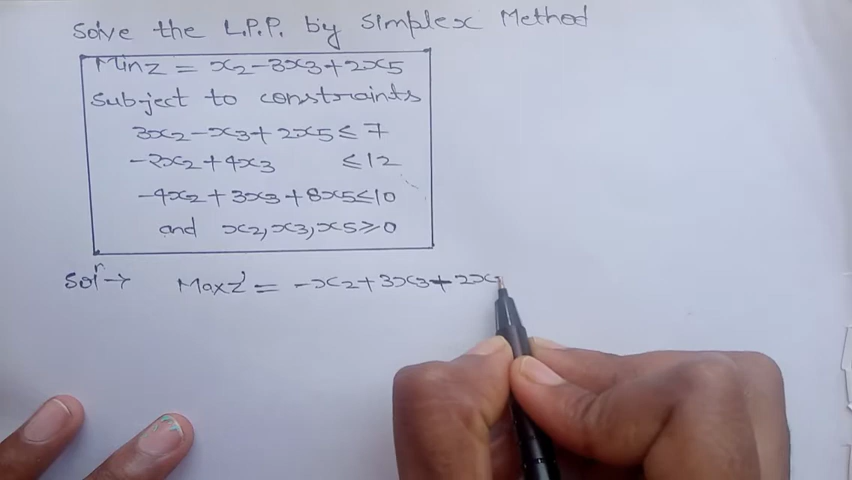 Solve the L.P.P. by Simplex Method
Min Z = x2 - 3x3 + 2x5
Subject to constraints
3x2 - x3 + 2x5 ≤ 7
-2x2 + 4x3 ≤ 12
-4x2 + 3x3 + 8x5 ≤ 10
and x2, x3, x5 ≥ 0
Solⁿ → Max Z' = -x2 + 3x3 - 2x